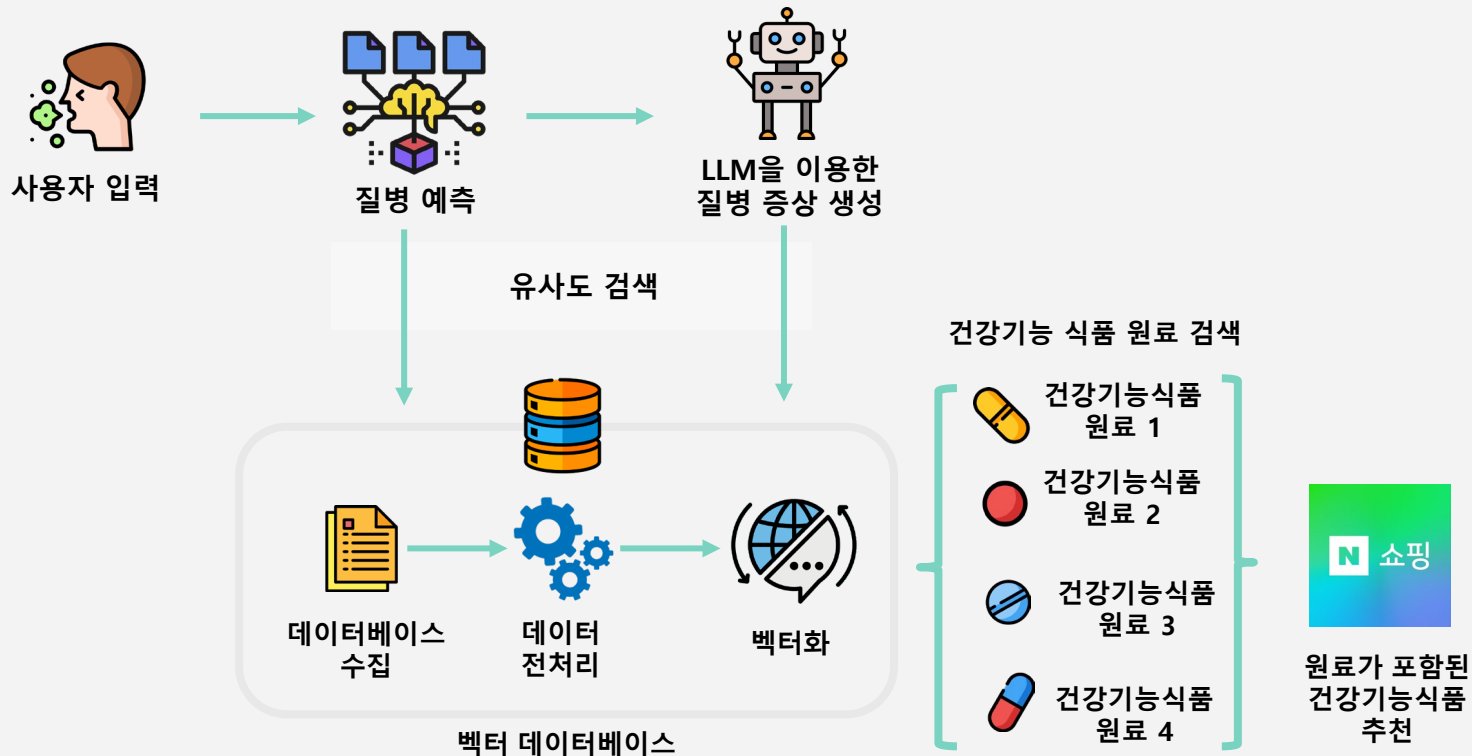 사용자 입력
질병 예측
LLM을 이용한
질병 증상 생성
유사도 검색
데이터베이스
수집
데이터
전처리
벡터화
벡터 데이터베이스
건강기능 식품 원료 검색
건강기능식품
원료 1
건강기능식품
원료 2
건강기능식품
원료 3
건강기능식품
원료 4
N 쇼핑
원료가 포함된
건강기능식품
추천